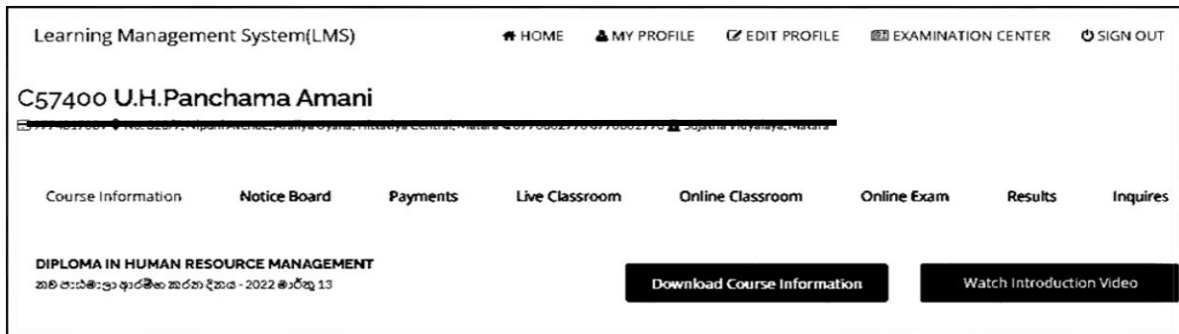 Learning Management System(LMS) HOME MY PROFILE EDIT PROFILE EXAMINATION CENTER SIGN OUT
C57400 U.H.Panchama Amani
Course Information Notice Board Payments Live Classroom Online Classroom Online Exam Results Inquires
DIPLOMA IN HUMAN RESOURCE MANAGEMENT
නව පාඨමාලා ආරම්භ කරන දිනය - 2022 මාර්තු 13
Download Course Information Watch Introduction Video